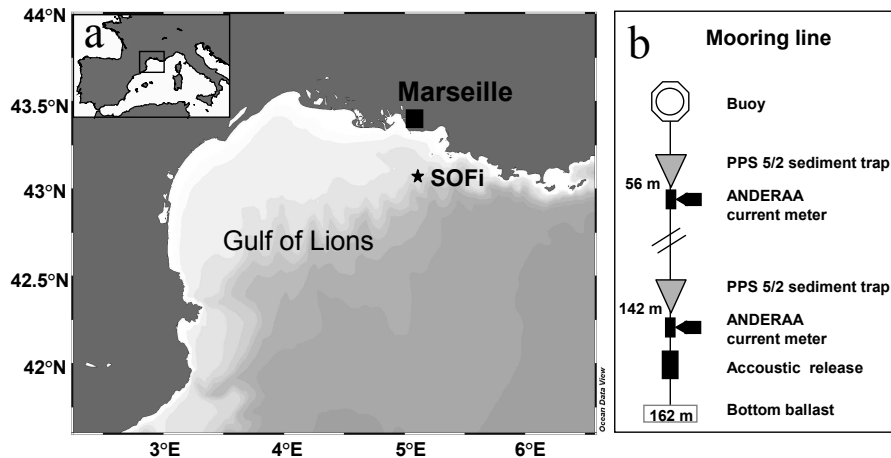 a
44°N
43.5°
43°N
42.5°
42°N
3°E
4°E
5°E
6°E
Marseille
SOFi
Gulf of Lions
Ocean Data View
b
Mooring line
Buoy
PPS 5/2 sediment trap
56 m
ANDERAA
current meter
PPS 5/2 sediment trap
142 m
ANDERAA
current meter
Accoustic release
162 m
Bottom ballast